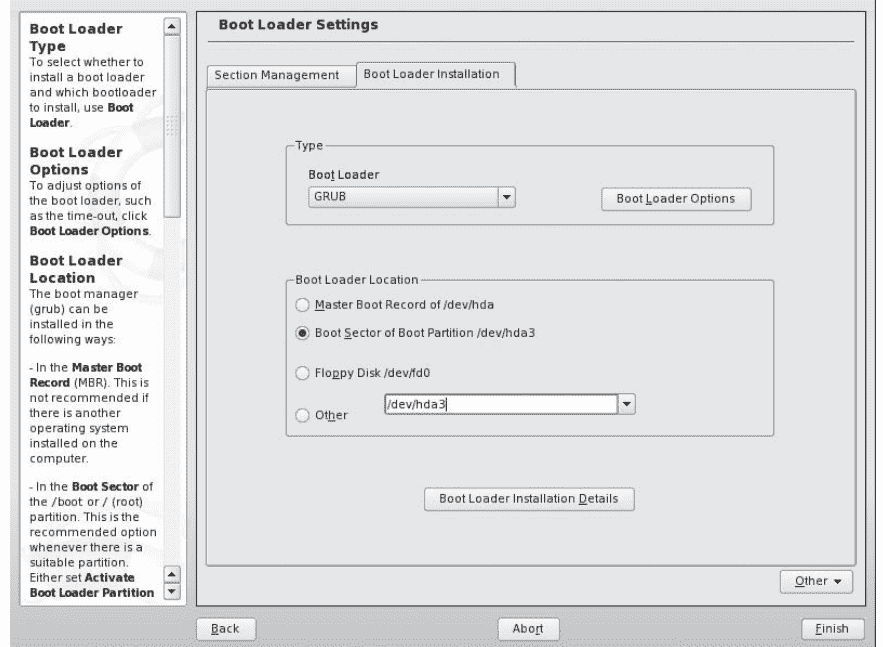 Boot Loader
Type
To select whether to
install a boot loader
and which bootloader
to install, use Boot
Loader.
Boot Loader
Options
To adjust options of
the boot loader, such
as the time-out, click
Boot Loader Options.
Boot Loader
Location
The boot manager
(grub) can be
installed in the
following ways:
- In the Master Boot
Record (MBR). This is
not recommended if
there is another
operating system
installed on the
computer.
- In the Boot Sector of
the /boot or / (root)
partition. This is the
recommended option
whenever there is a
suitable partition.
Either set Activate
Boot Loader Partition
Boot Loader Settings
Section Management
Boot Loader Installation
Type
Boot Loader
GRUB
Boot Loader Options
Boot Loader Location
Master Boot Record of /dev/hda
Boot Sector of Boot Partition /dev/hda3
Floppy Disk /dev/fd0
Other
/dev/hda3
Boot Loader Installation Details
Other
Back
Abort
Finish